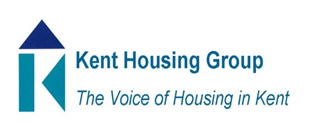 Kent Housing Group
The Voice of Housing in Kent